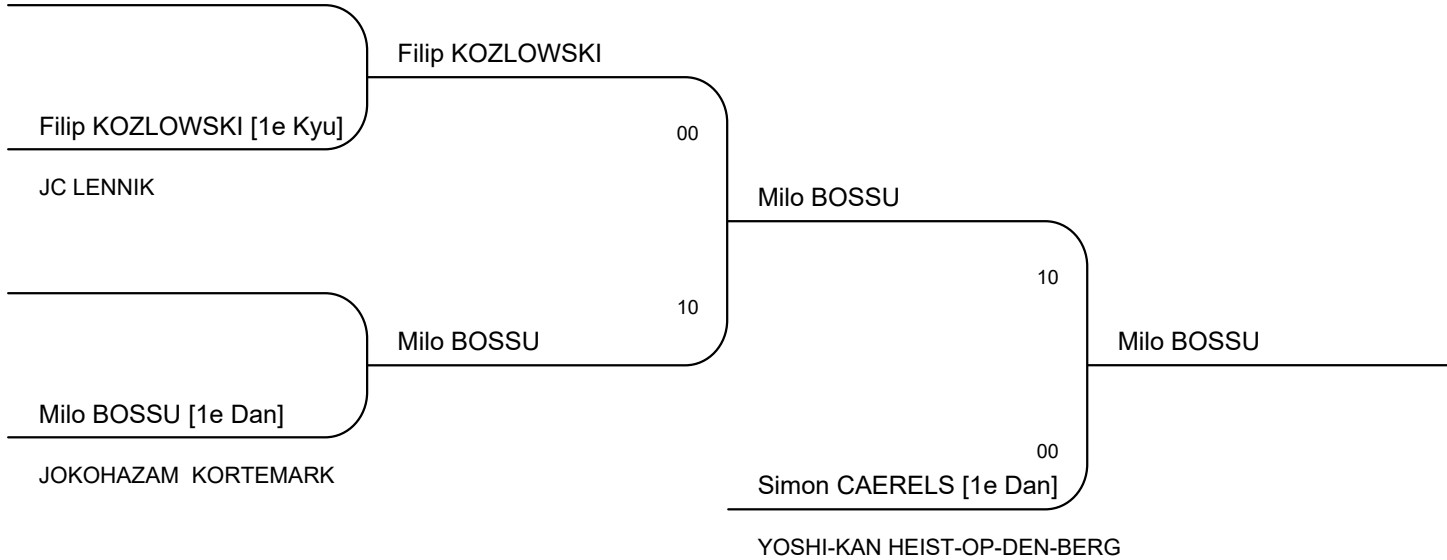 Filip KOZLOWSKI
Filip KOZLOWSKI [1e Kyu]
00
JC LENNIK
Milo BOSSU
10
10
Milo BOSSU
Milo BOSSU
Milo BOSSU [1e Dan]
00
JOKOHAZAM  KORTEMARK
Simon CAERELS [1e Dan]
YOSHI-KAN HEIST-OP-DEN-BERG